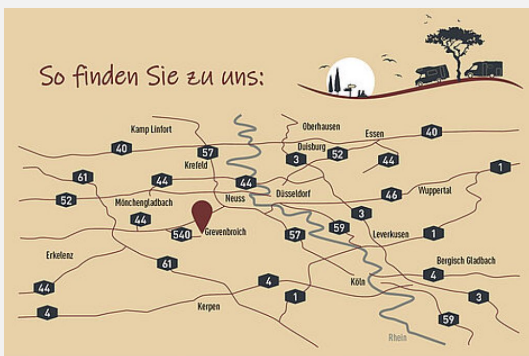 So finden Sie zu uns:
Oberhausen
Kamp Linfort
Essen
40
Duisburg
40
57
3
52
44
Krefeld
1
61
44
44
Wuppertal
52
Mönchengladbach
Neuss
Düsseldorf
46
44
3
540
Grevenbroich
57
59
Leverkusen
1
Erkelenz
61
Bergisch Gladbach
44
4
Köln
4
4
Kerpen
1
3
59
Rhein